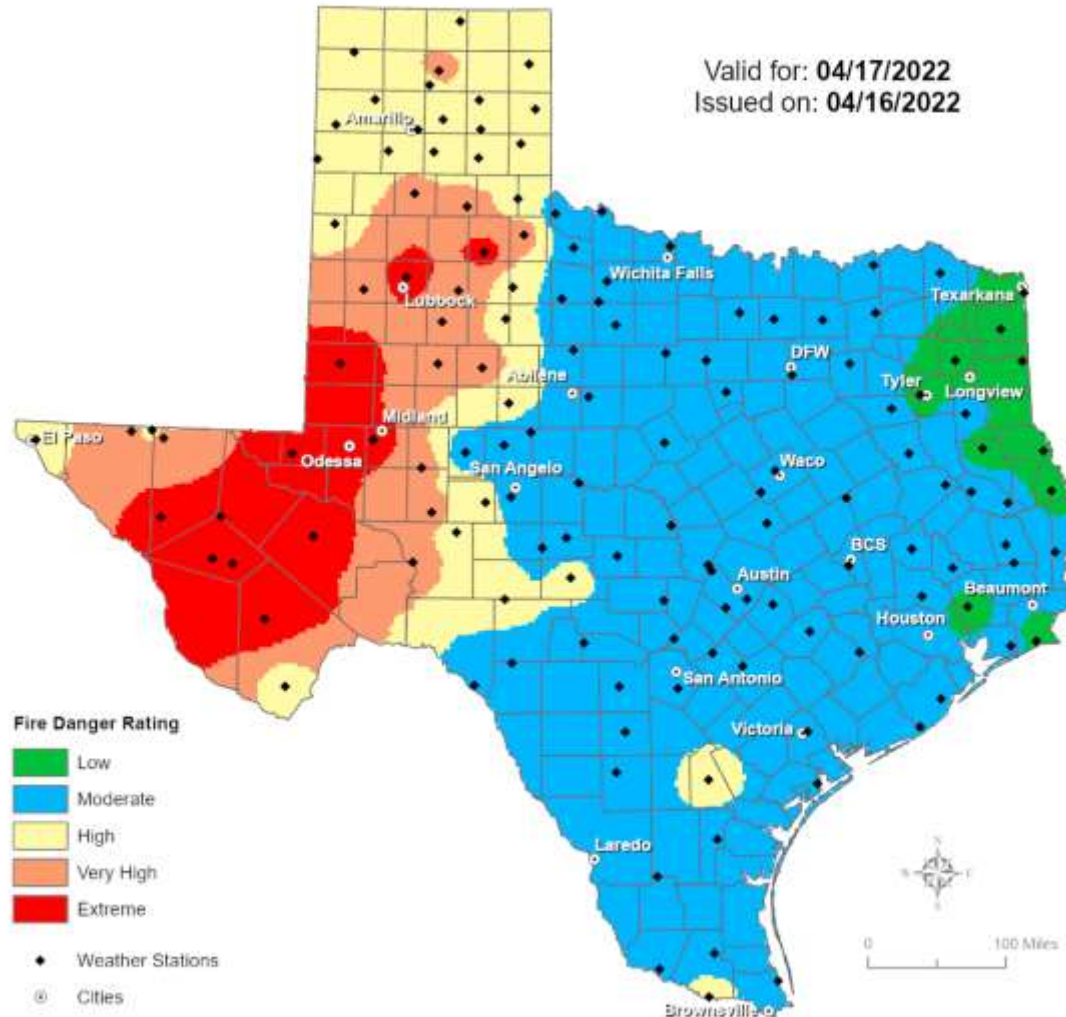 Valid for: 04/17/2022
Issued on: 04/16/2022
Amarillo
Wichita Falls
Lubbock
Texarkana
DFW
Abilene
Tyler
Longview
Midland
El Paso
Odessa
San Angelo
Waco
BCS
Austin
Beaumont
Houston
San Antonio
Victoria
Laredo
Brownsville
Fire Danger Rating
Low
Moderate
High
Very High
Extreme
Weather Stations
Cities
N
S
0 100 Miles